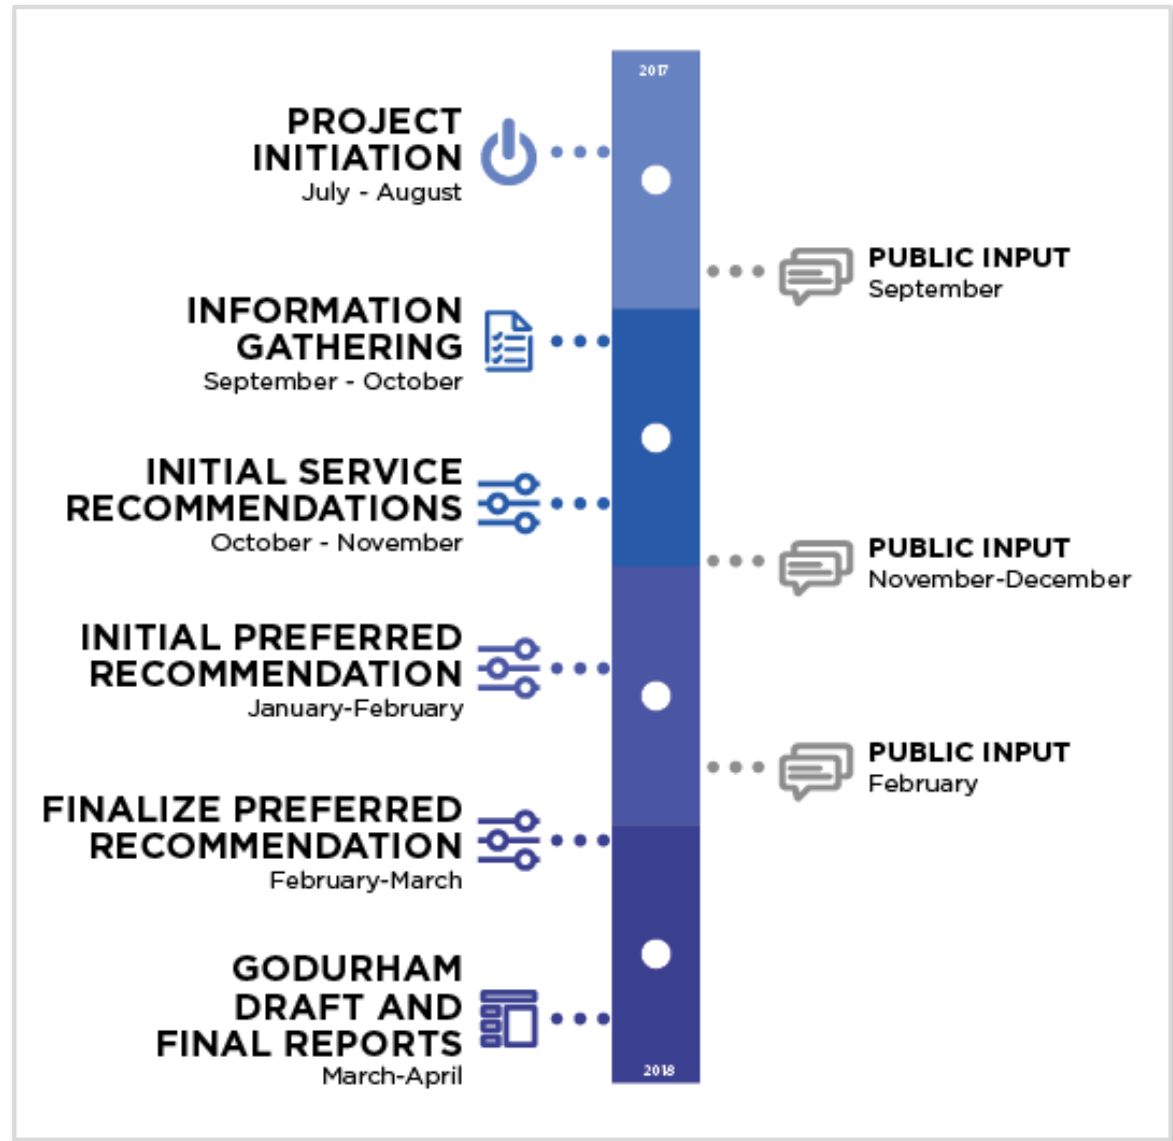 2017
PROJECT
INITIATION
July - August
PUBLIC INPUT
September
INFORMATION
GATHERING
September - October
INITIAL SERVICE
RECOMMENDATIONS
October - November
PUBLIC INPUT
November-December
INITIAL PREFERRED
RECOMMENDATION
January-February
PUBLIC INPUT
February
FINALIZE PREFERRED
RECOMMENDATION
February-March
GODURHAM
DRAFT AND
FINAL REPORTS
March-April
2018